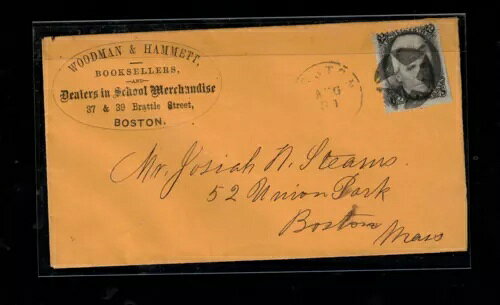 WOODMAN & HAMMETT,
BOOKSELLERS,
AND
Dealers in School Merchandise
37 & 39 Brattle Street,
BOSTON.
BOSTON
AUG
Mr. Josiah N. Stearns.
52 Union Park
Boston
Mass